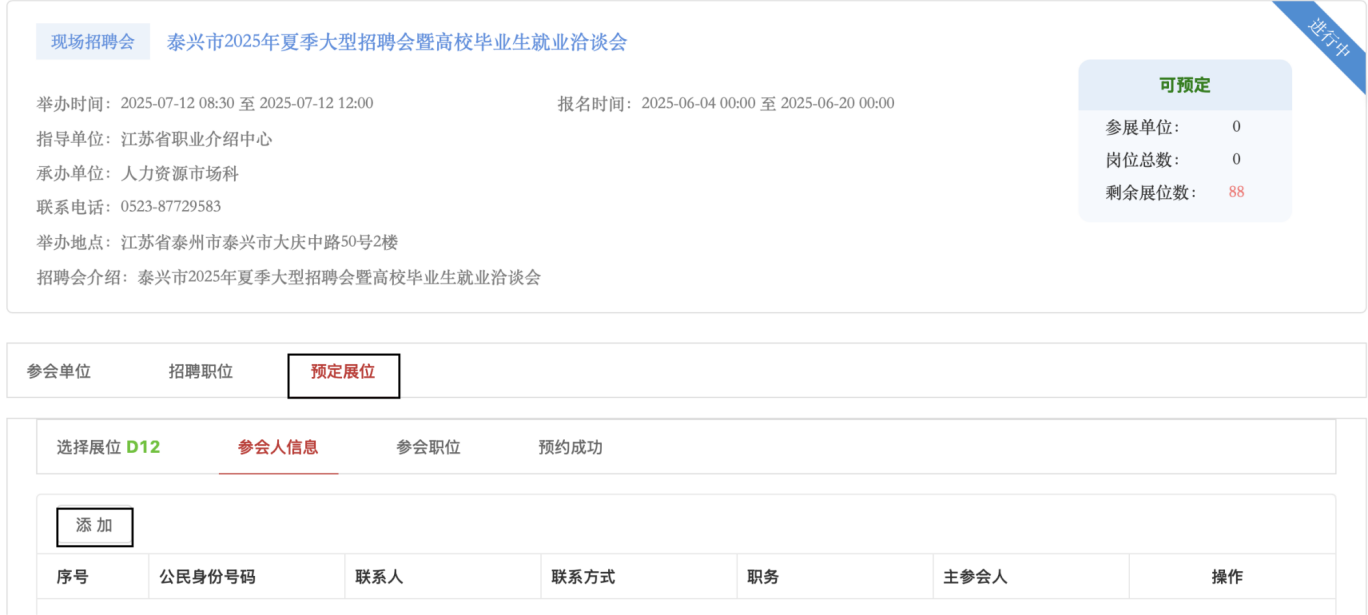 现场招聘会 泰兴市2025年夏季大型招聘会暨高校毕业生就业洽谈会
进行中
举办时间：2025-07-12 08:30 至 2025-07-12 12:00 报名时间：2025-06-04 00:00 至 2025-06-20 00:00
指导单位：江苏省职业介绍中心
承办单位：人力资源市场科
联系电话：0523-87729583
举办地点：江苏省泰州市泰兴市大庆中路50号2楼
招聘会介绍：泰兴市2025年夏季大型招聘会暨高校毕业生就业洽谈会
可预定
参展单位： 0
岗位总数： 0
剩余展位数： 88
参会单位 招聘职位 预定展位
选择展位 D12 参会人信息 参会职位 预约成功
添 加
序号 公民身份号码 联系人 联系方式 职务 主参会人 操作